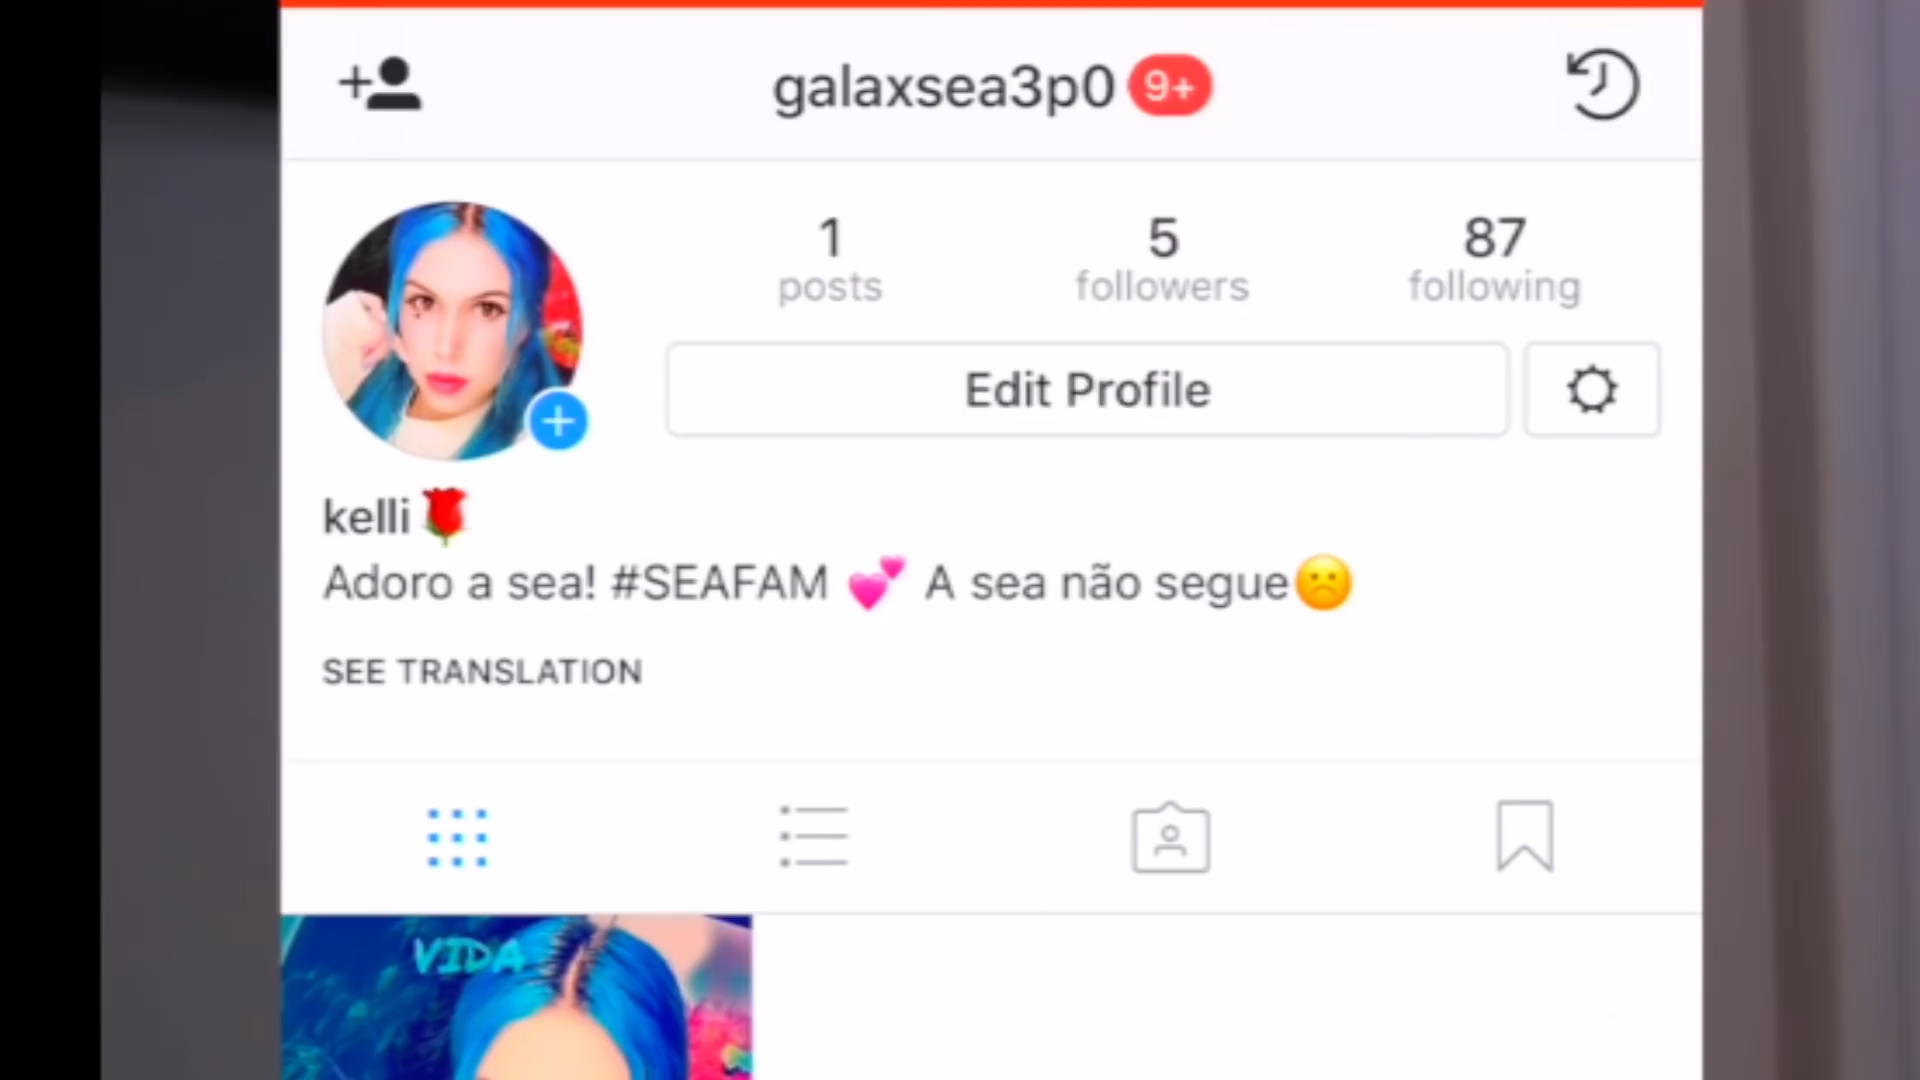 galaxsea3p0 9+
1 5 87
posts followers following
Edit Profile
kelli🌹
Adoro a sea! #SEAFAM 💕 A sea não segue🙁
SEE TRANSLATION
VIDA